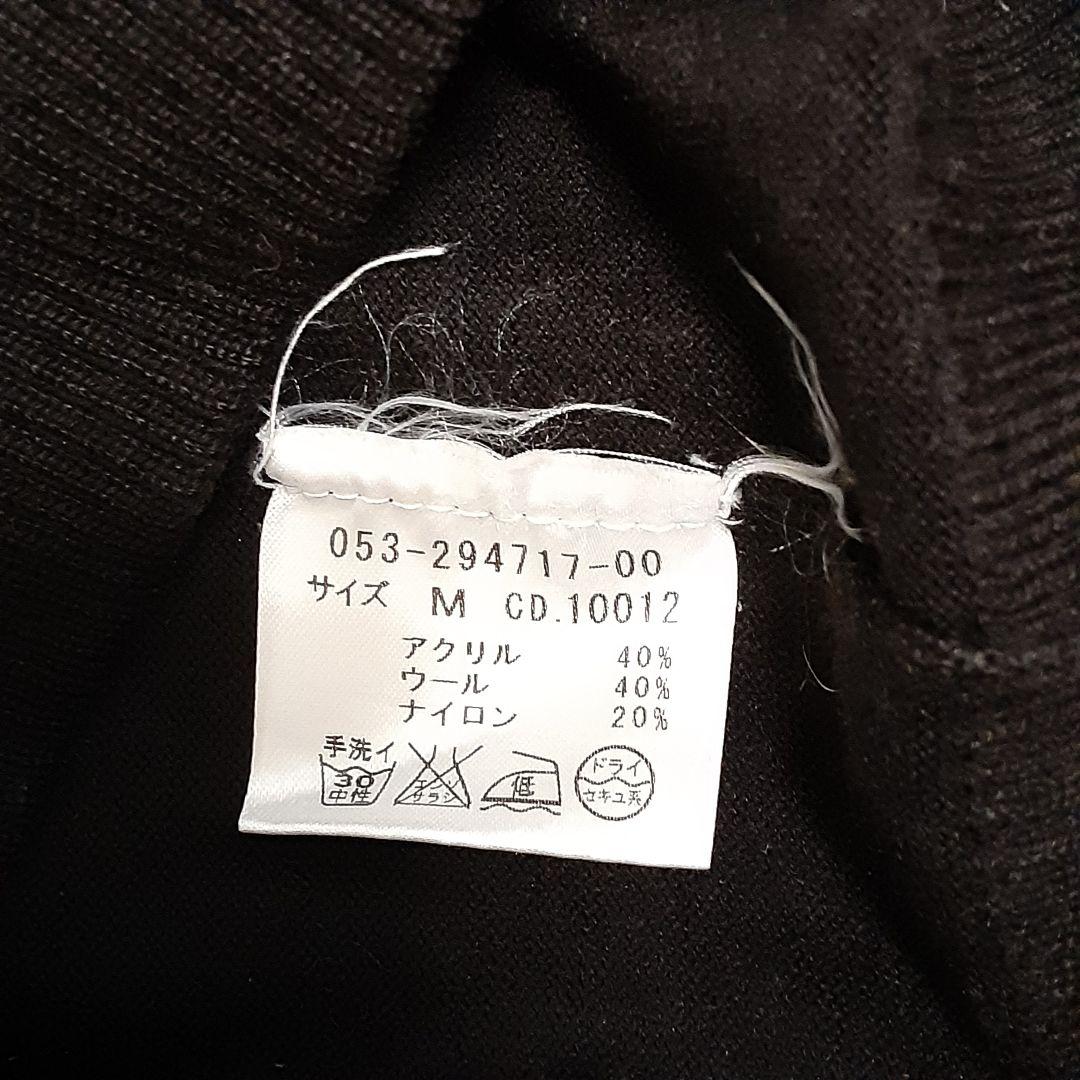 053-294717-00
サイズ M CD.10012
アクリル 40%
ウール 40%
ナイロン 20%
手洗イ
30 中性
エンソサラシ
低
ドライ
セキユ系